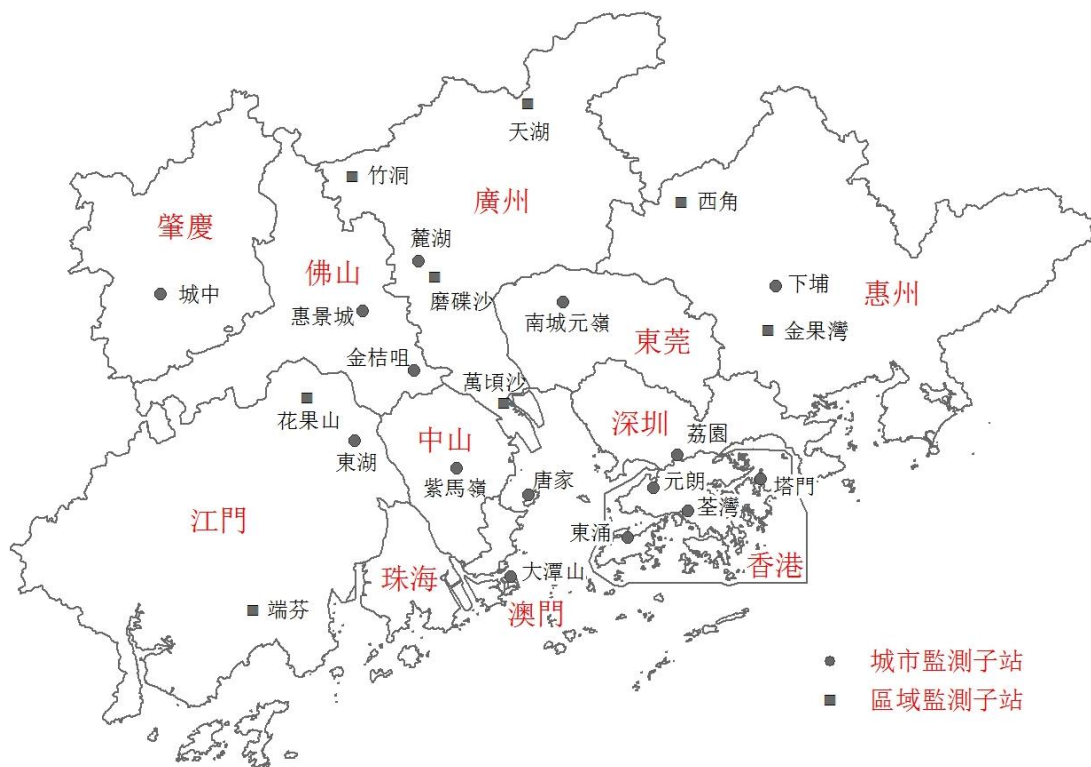 天湖
竹洞
西角
廣州
肇慶
麓湖
佛山
磨碟沙
城中
下埔
惠州
惠景城
南城元嶺
金果灣
東莞
金桔咀
萬頃沙
花果山
深圳
中山
荔園
東湖
紫馬嶺
唐家
元朗
塔門
荃灣
江門
東涌
香港
珠海
大潭山
端芬
澳門
城市監測子站
區域監測子站